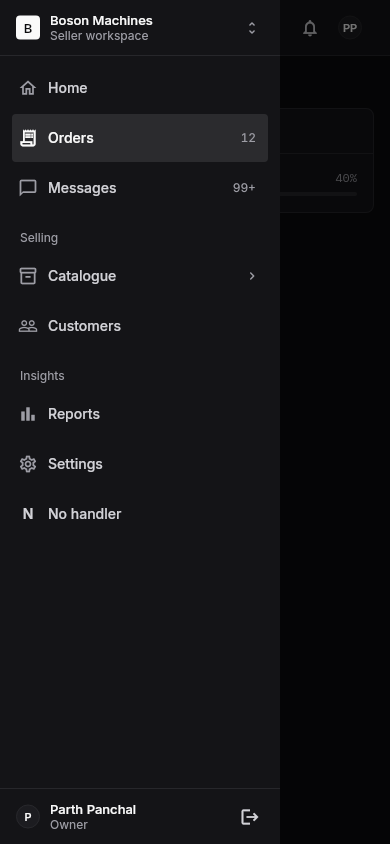 B
Boson Machines
Seller workspace
PP
Home
Orders
12
Messages
99+
40%
Selling
Catalogue
Customers
Insights
Reports
Settings
N
No handler
P
Parth Panchal
Owner